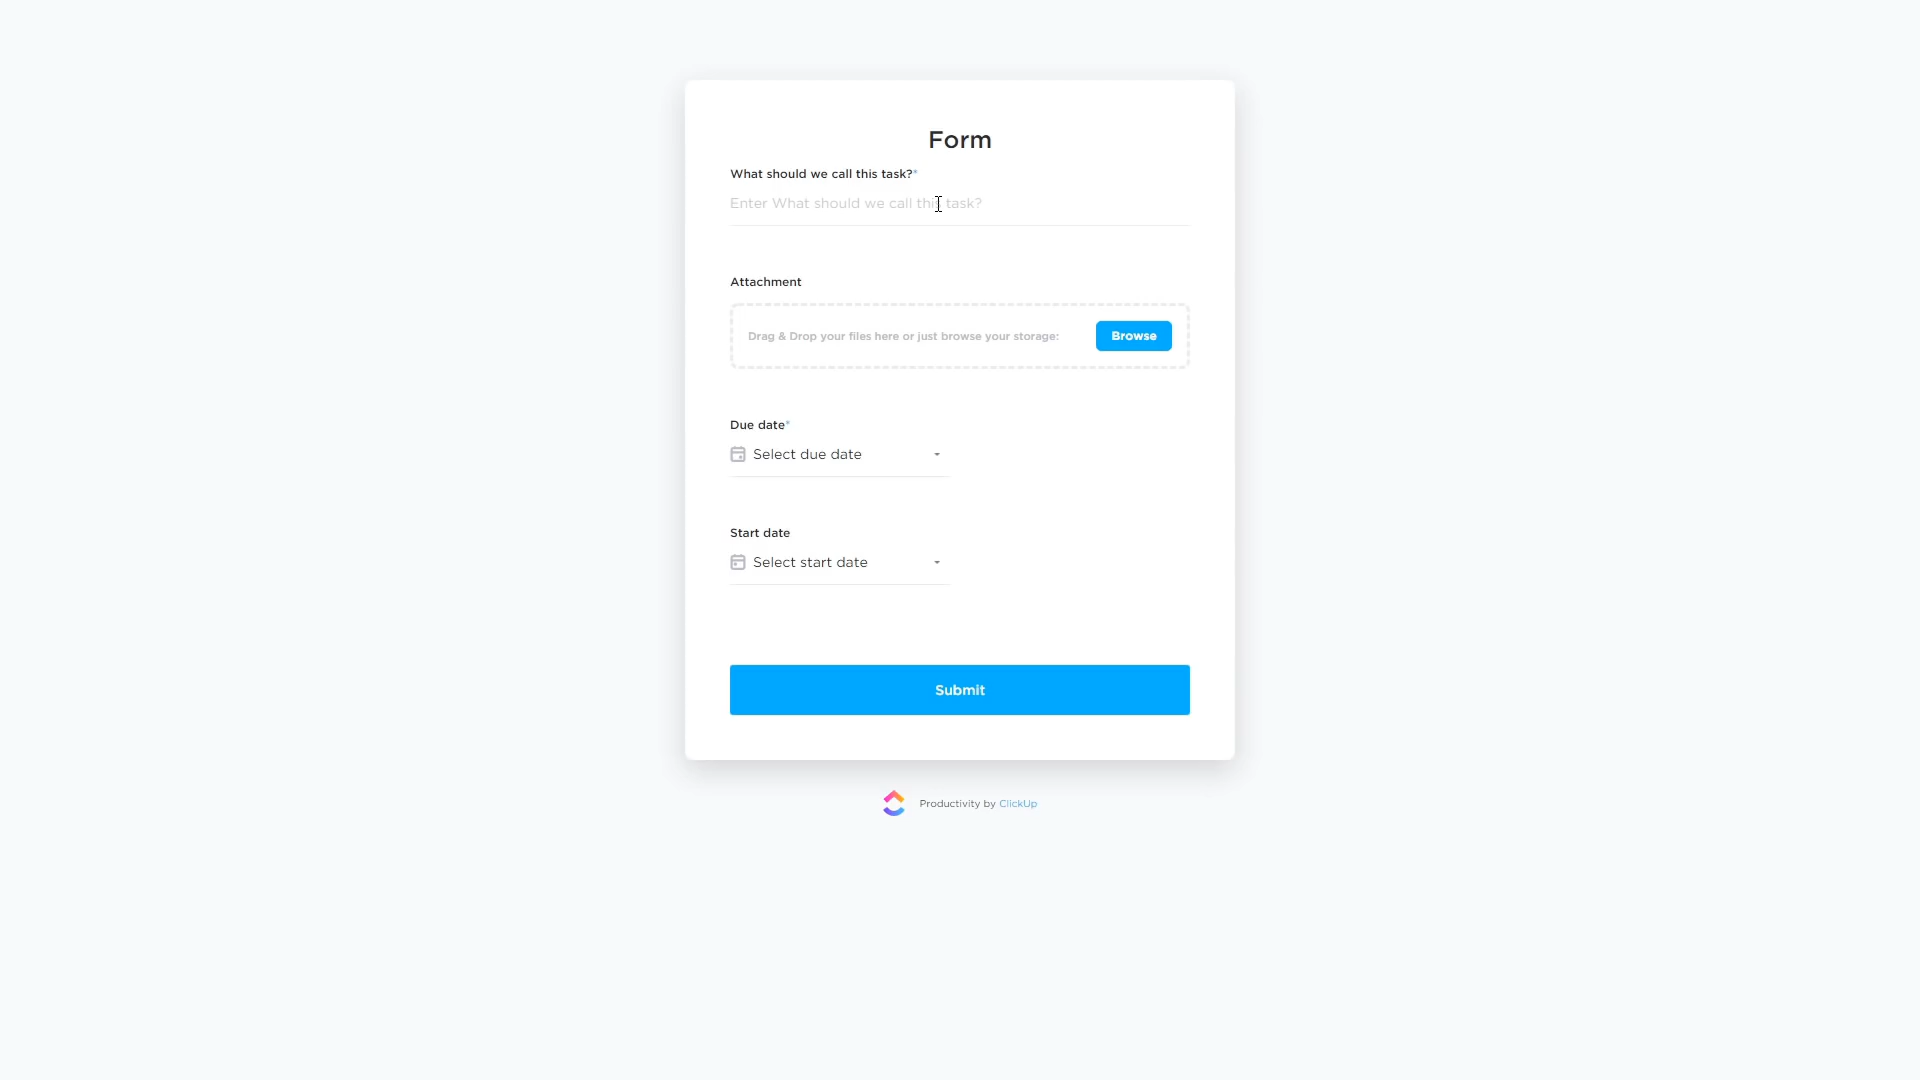 Form
What should we call this task?*
Enter What should we call this task?
Attachment
Drag & Drop your files here or just browse your storage:
Browse
Due date*
Select due date
Start date
Select start date
Submit
Productivity by ClickUp